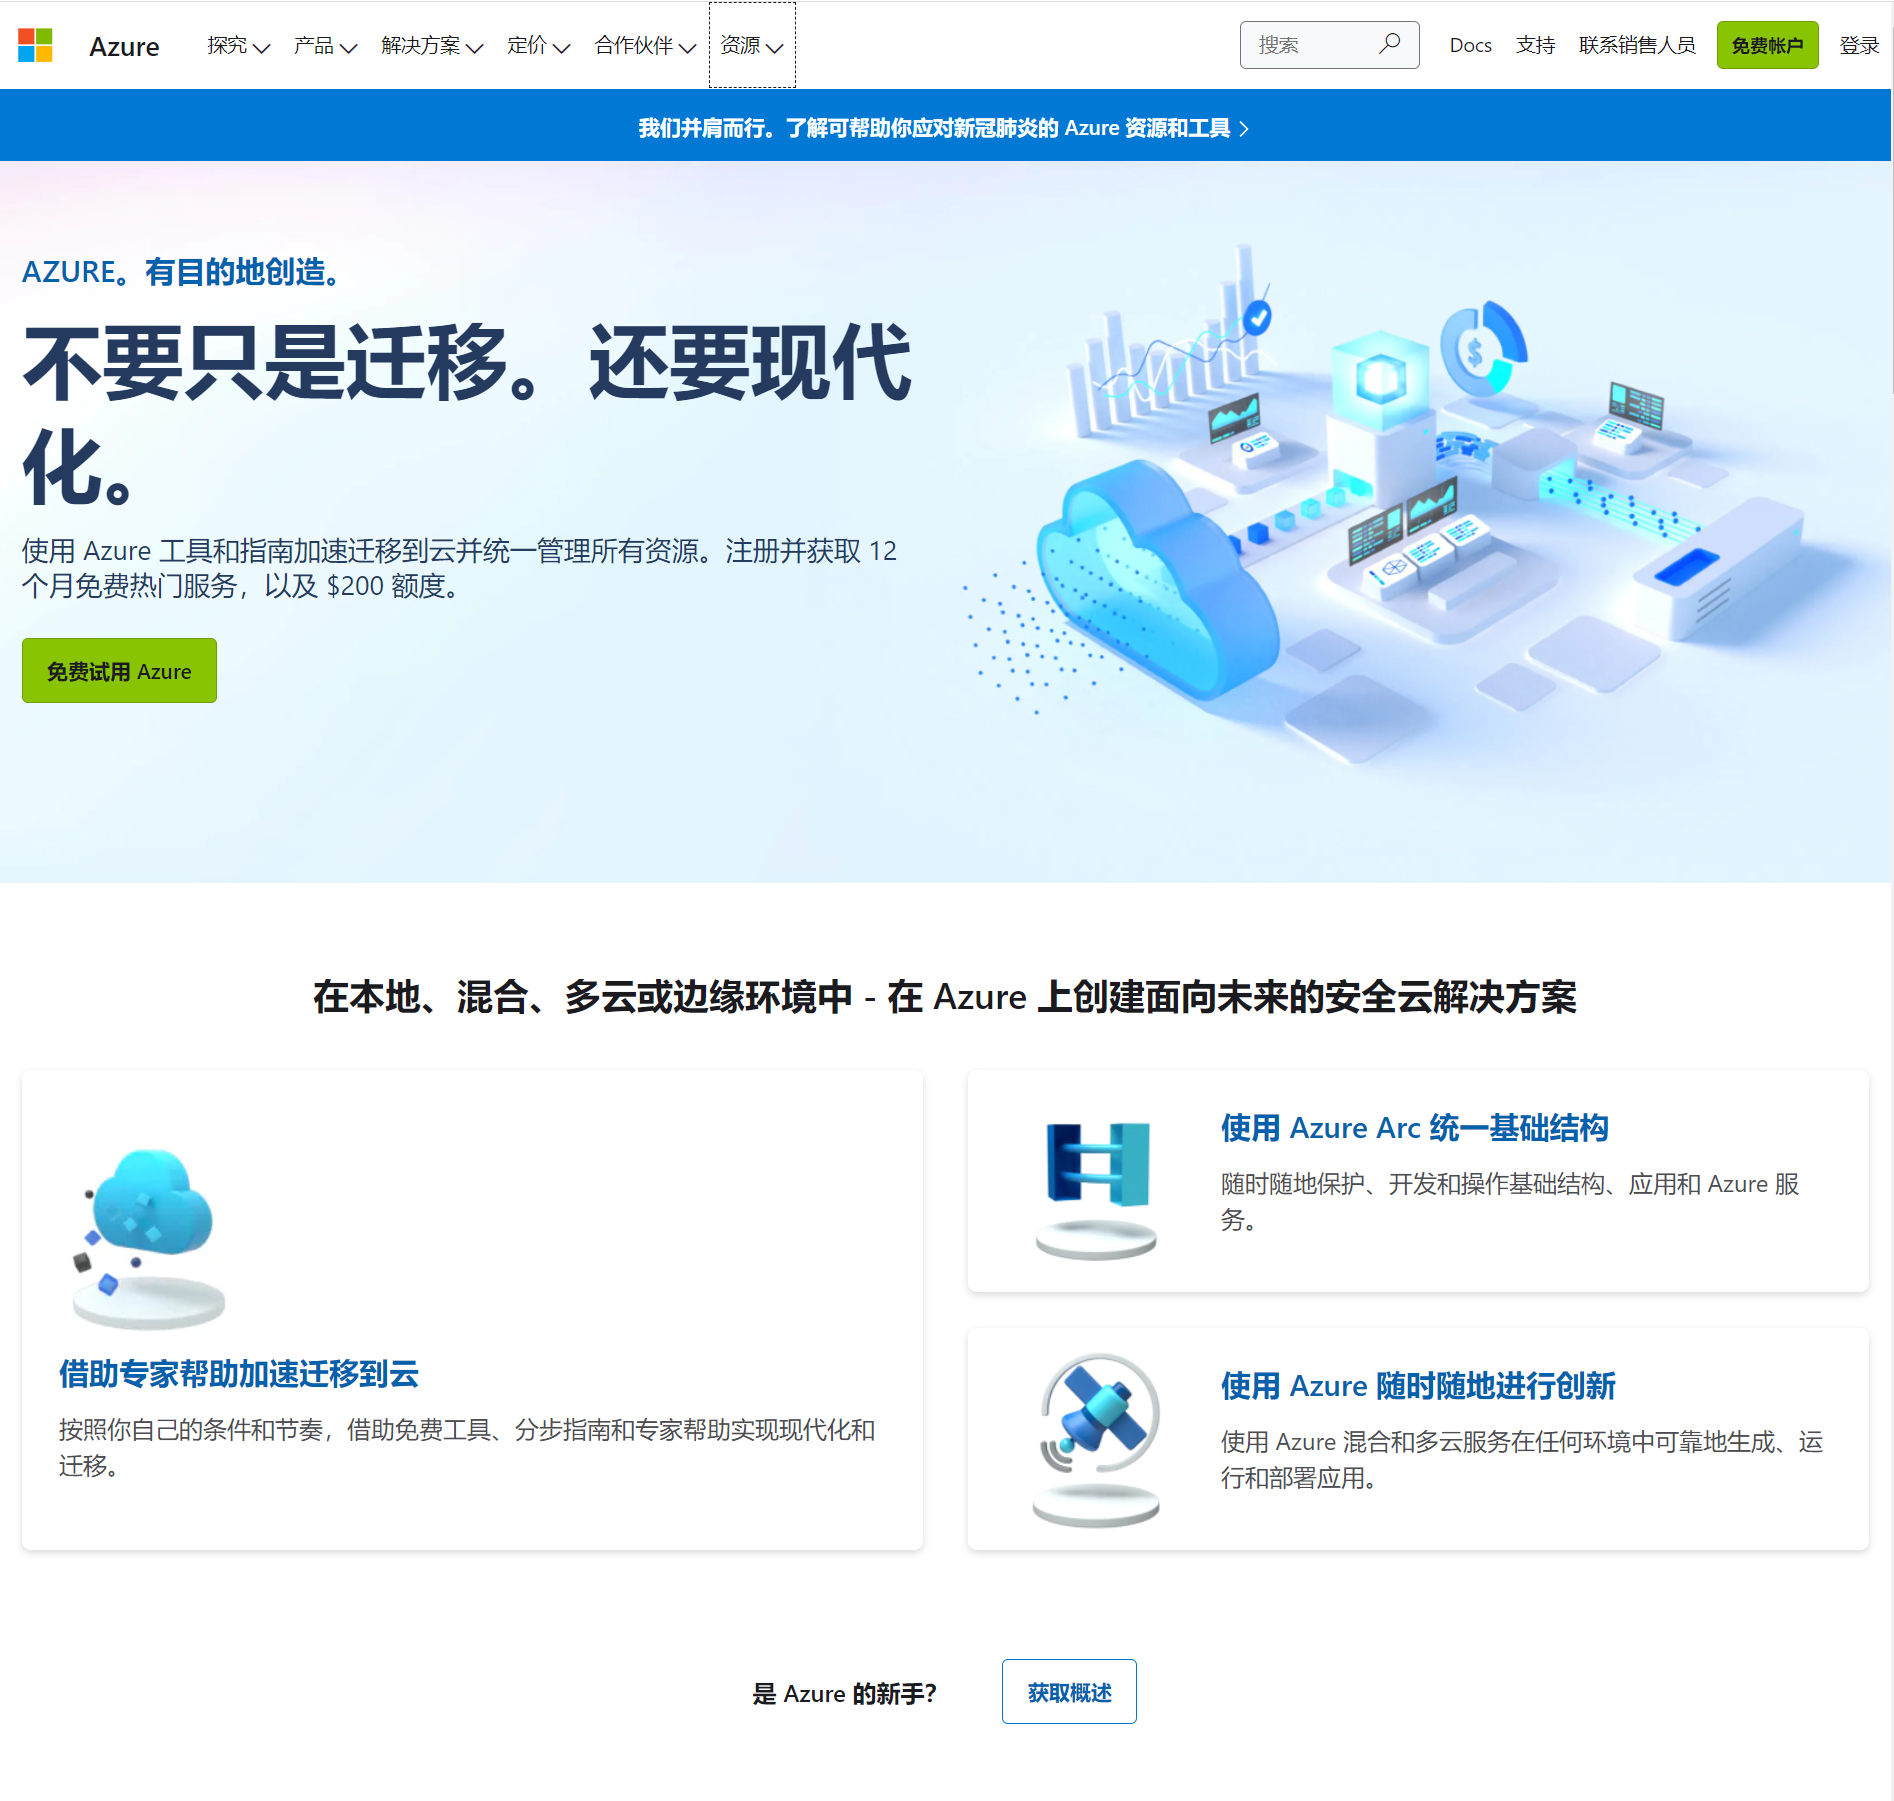 Azure 探究 产品 解决方案 定价 合作伙伴 资源 搜索 Docs 支持 联系销售人员 免费帐户 登录
我们并肩而行。了解可帮助你应对新冠肺炎的 Azure 资源和工具
AZURE。有目的地创造。
不要只是迁移。还要现代
化。
使用 Azure 工具和指南加速迁移到云并统一管理所有资源。注册并获取 12
个月免费热门服务，以及 $200 额度。
免费试用 Azure
在本地、混合、多云或边缘环境中 - 在 Azure 上创建面向未来的安全云解决方案
借助专家帮助加速迁移到云
按照你自己的条件和节奏，借助免费工具、分步指南和专家帮助实现现代化和
迁移。
使用 Azure Arc 统一基础结构
随时随地保护、开发和操作基础结构、应用和 Azure 服
务。
使用 Azure 随时随地进行创新
使用 Azure 混合和多云服务在任何环境中可靠地生成、运
行和部署应用。
是 Azure 的新手？
获取概述